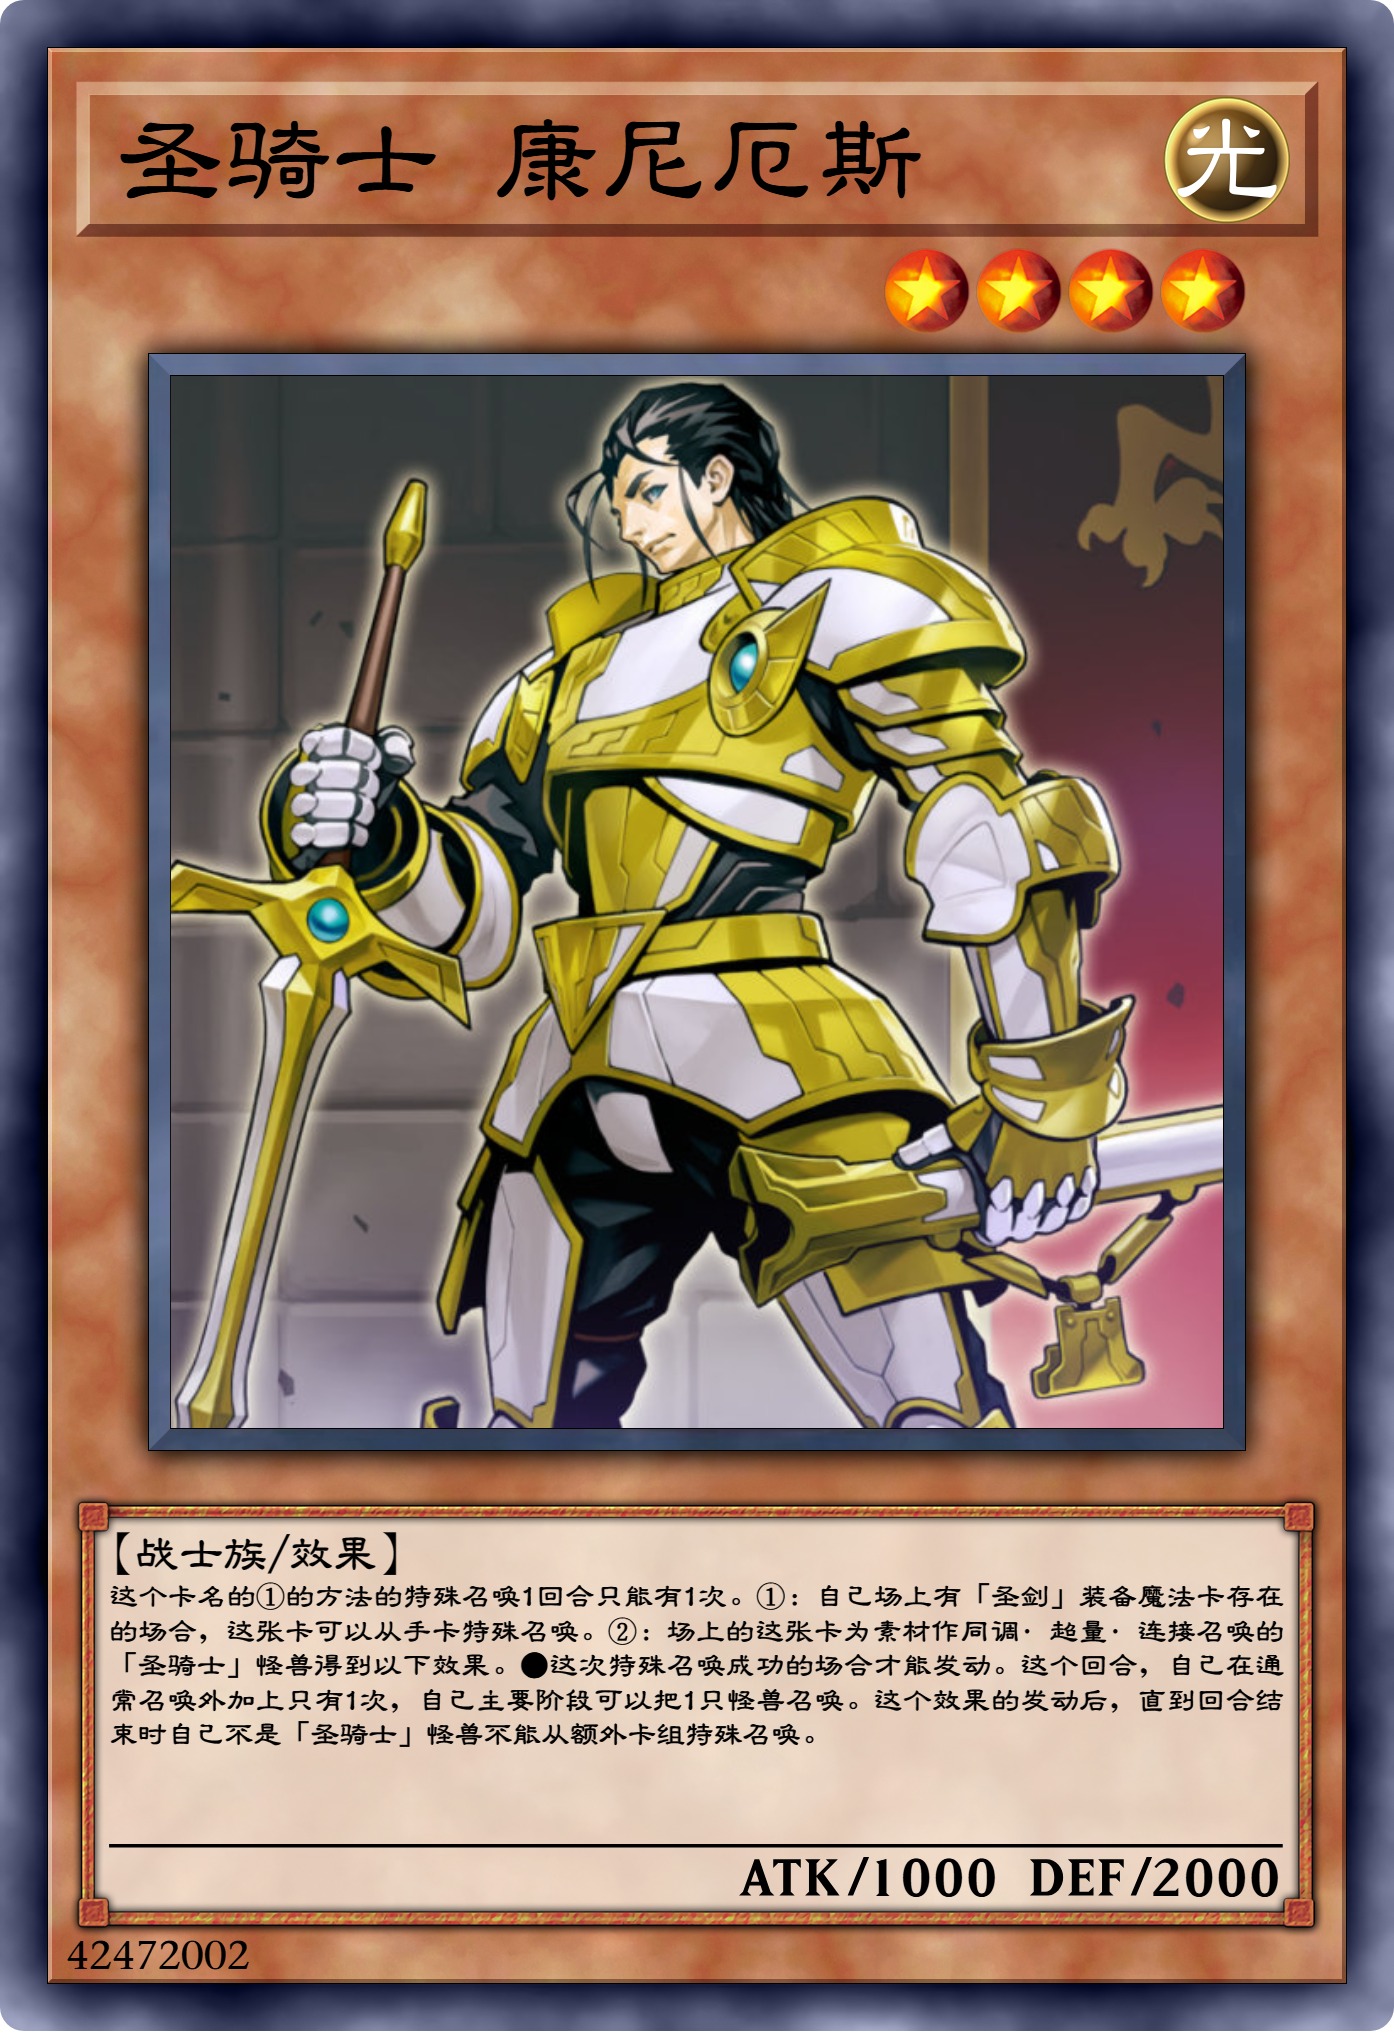 圣骑士 康尼厄斯
光
【战士族/效果】
这个卡名的①的方法的特殊召唤1回合只能有1次。①：自己场上有「圣剑」装备魔法卡存在
的场合，这张卡可以从手卡特殊召唤。②：场上的这张卡为素材作同调·超量·连接召唤的
「圣骑士」怪兽得到以下效果。●这次特殊召唤成功的场合才能发动。这个回合，自己在通
常召唤外加上只有1次，自己主要阶段可以把1只怪兽召唤。这个效果的发动后，直到回合结
束时自己不是「圣骑士」怪兽不能从额外卡组特殊召唤。
ATK/1000 DEF/2000
42472002